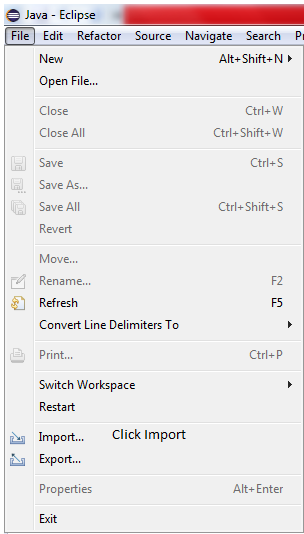 Java - Eclipse
File Edit Refactor Source Navigate Search
New Alt+Shift+N
Open File...
Close Ctrl+W
Close All Ctrl+Shift+W
Save Ctrl+S
Save As...
Save All Ctrl+Shift+S
Revert
Move...
Rename... F2
Refresh F5
Convert Line Delimiters To
Print... Ctrl+P
Switch Workspace
Restart
Import... Click Import
Export...
Properties Alt+Enter
Exit